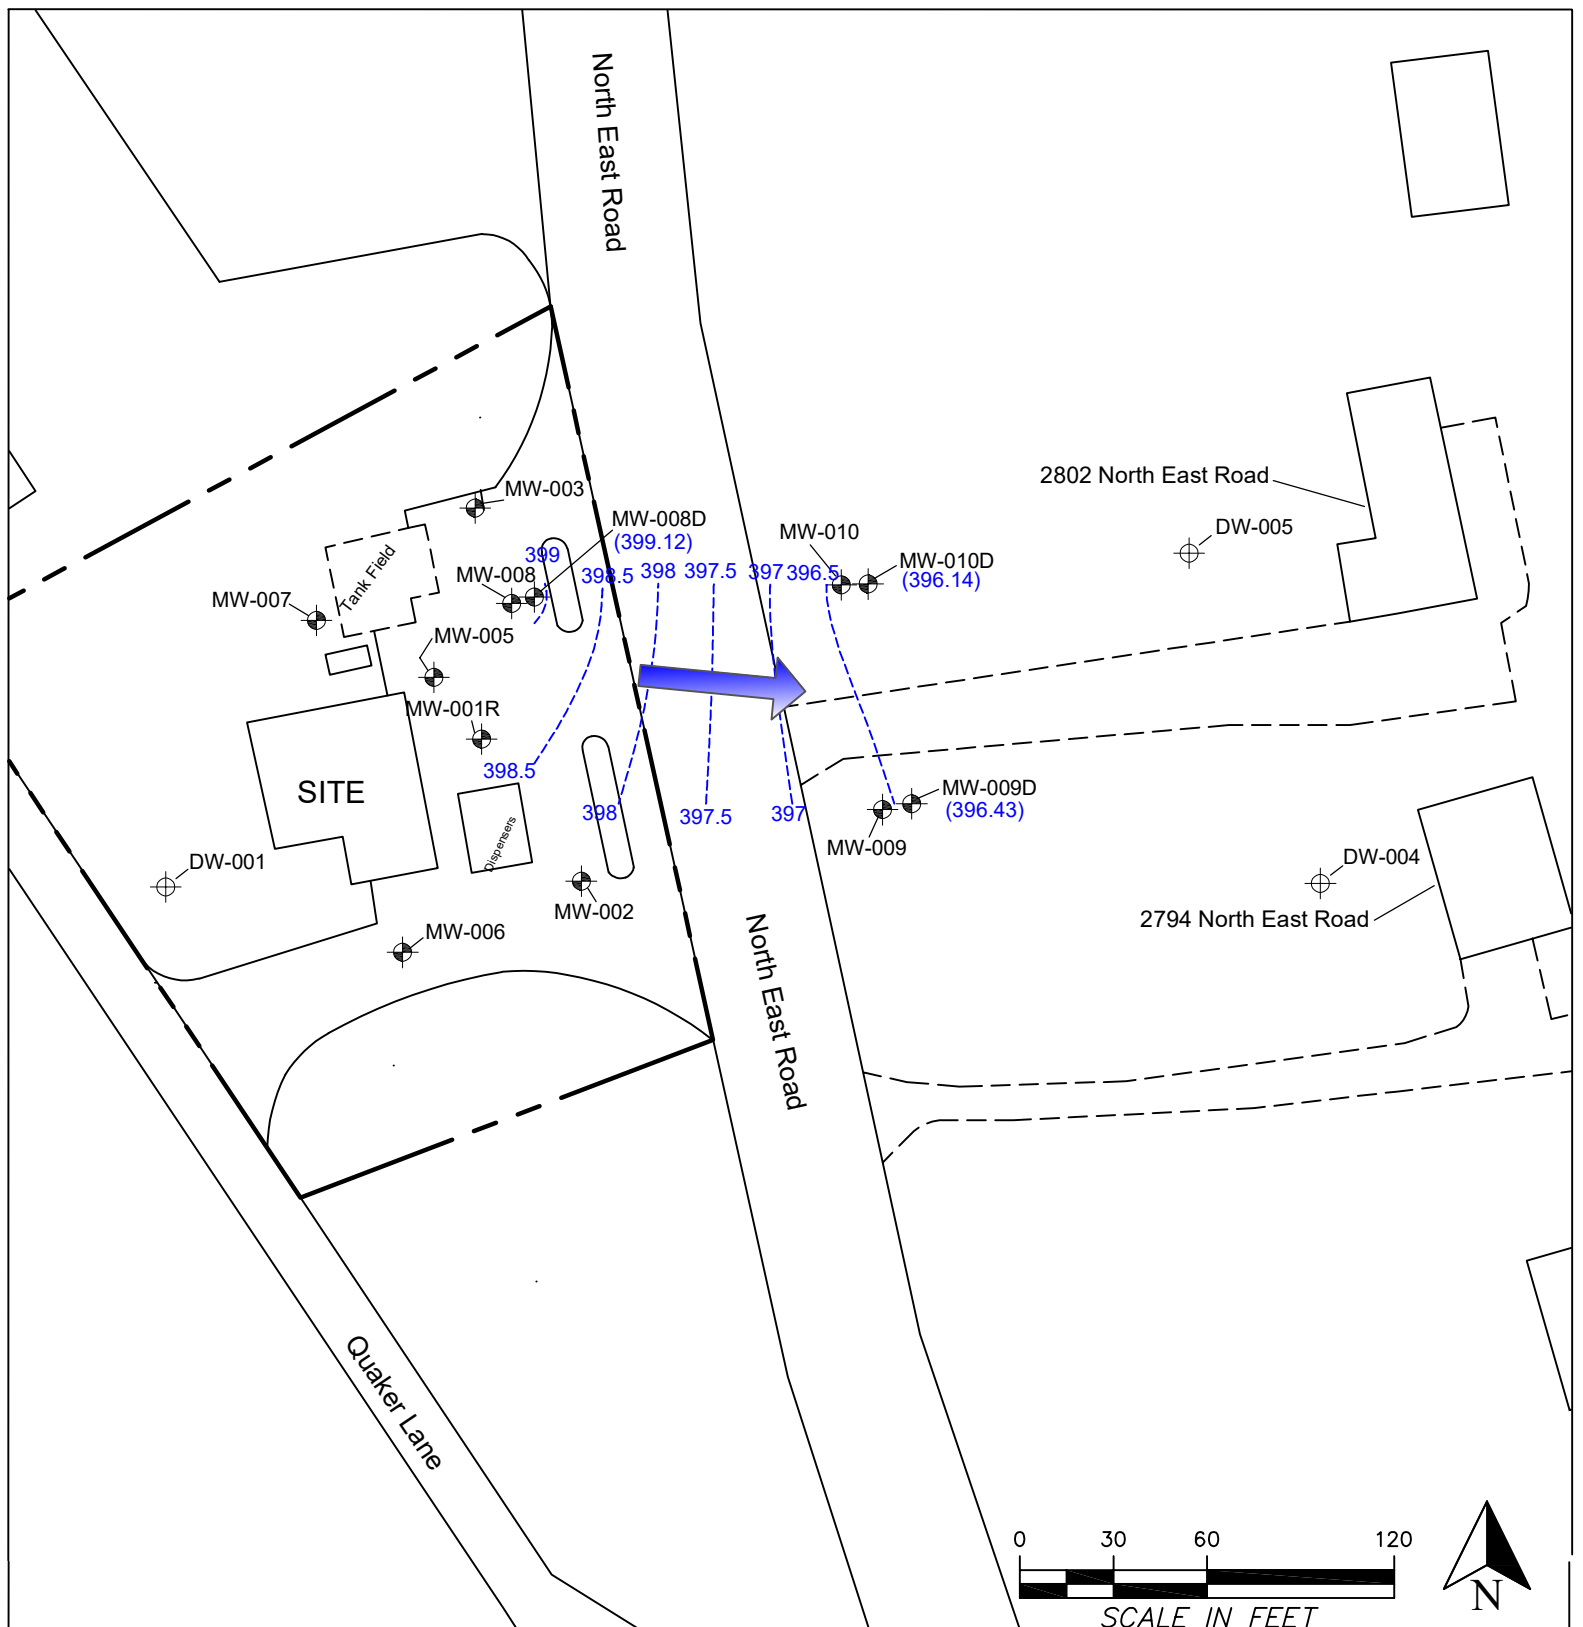 North East Road
2802 North East Road
MW-003
MW-008D
(399.12)
MW-010
DW-005
399
398.5
398
397.5
397
396.5
MW-010D
(396.14)
Tank Field
MW-008
MW-007
MW-005
MW-001R
398.5
SITE
398
397.5
397
MW-009D
(396.43)
Dispensers
MW-009
DW-001
DW-004
MW-002
2794 North East Road
MW-006
North East Road
Quaker Lane
0 30 60 120
SCALE IN FEET
N